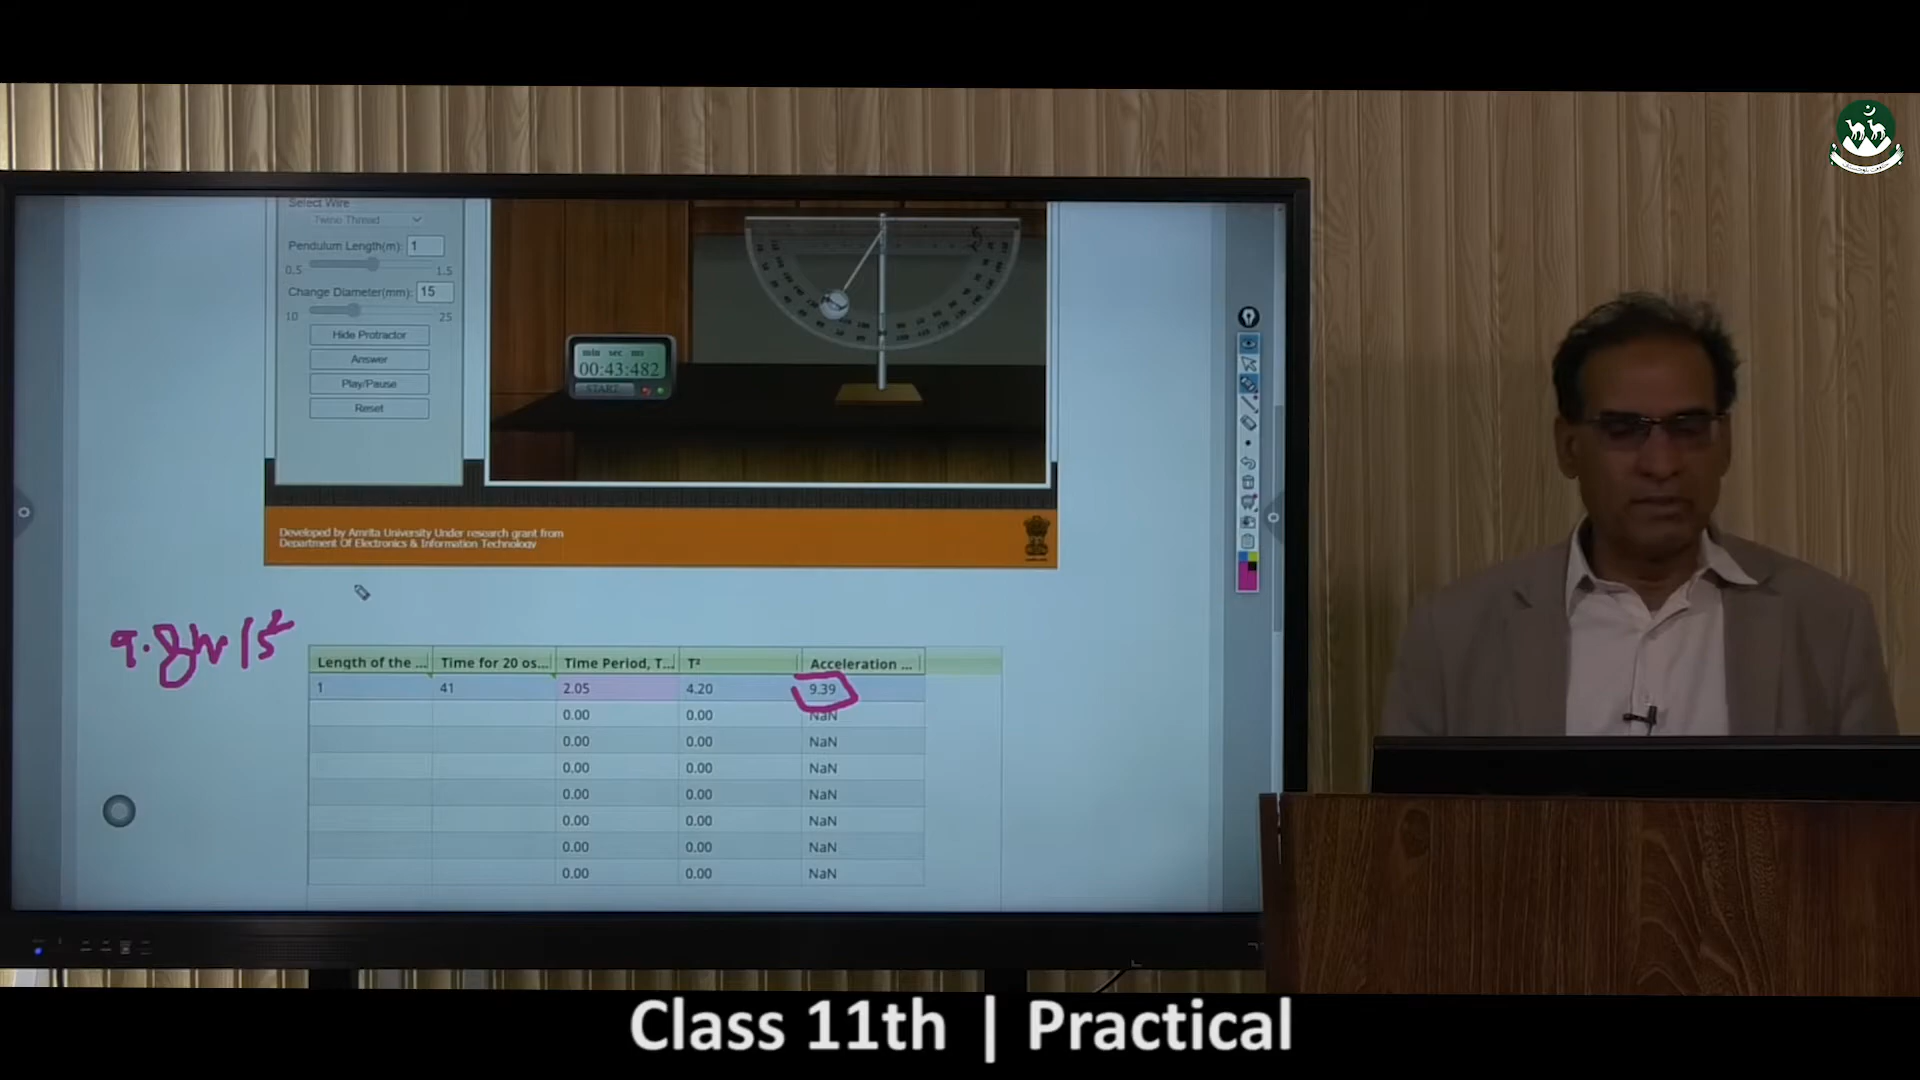 Select Wire
Twine Thread
Pendulum Length(m): 1
0.5 1.5
Change Diameter(mm): 15
10 25
Hide Protractor
Answer
Play/Pause
Reset
min sec ms
00:43:482
START
Developed by Amrita University Under research grant from
Department Of Electronics & Information Technology
9.8m/s²
Length of the ... Time for 20 os... Time Period, T... T² Acceleration ...
1 41 2.05 4.20 9.39
0.00 0.00 NaN
0.00 0.00 NaN
0.00 0.00 NaN
0.00 0.00 NaN
0.00 0.00 NaN
0.00 0.00 NaN
0.00 0.00 NaN
Class 11th | Practical